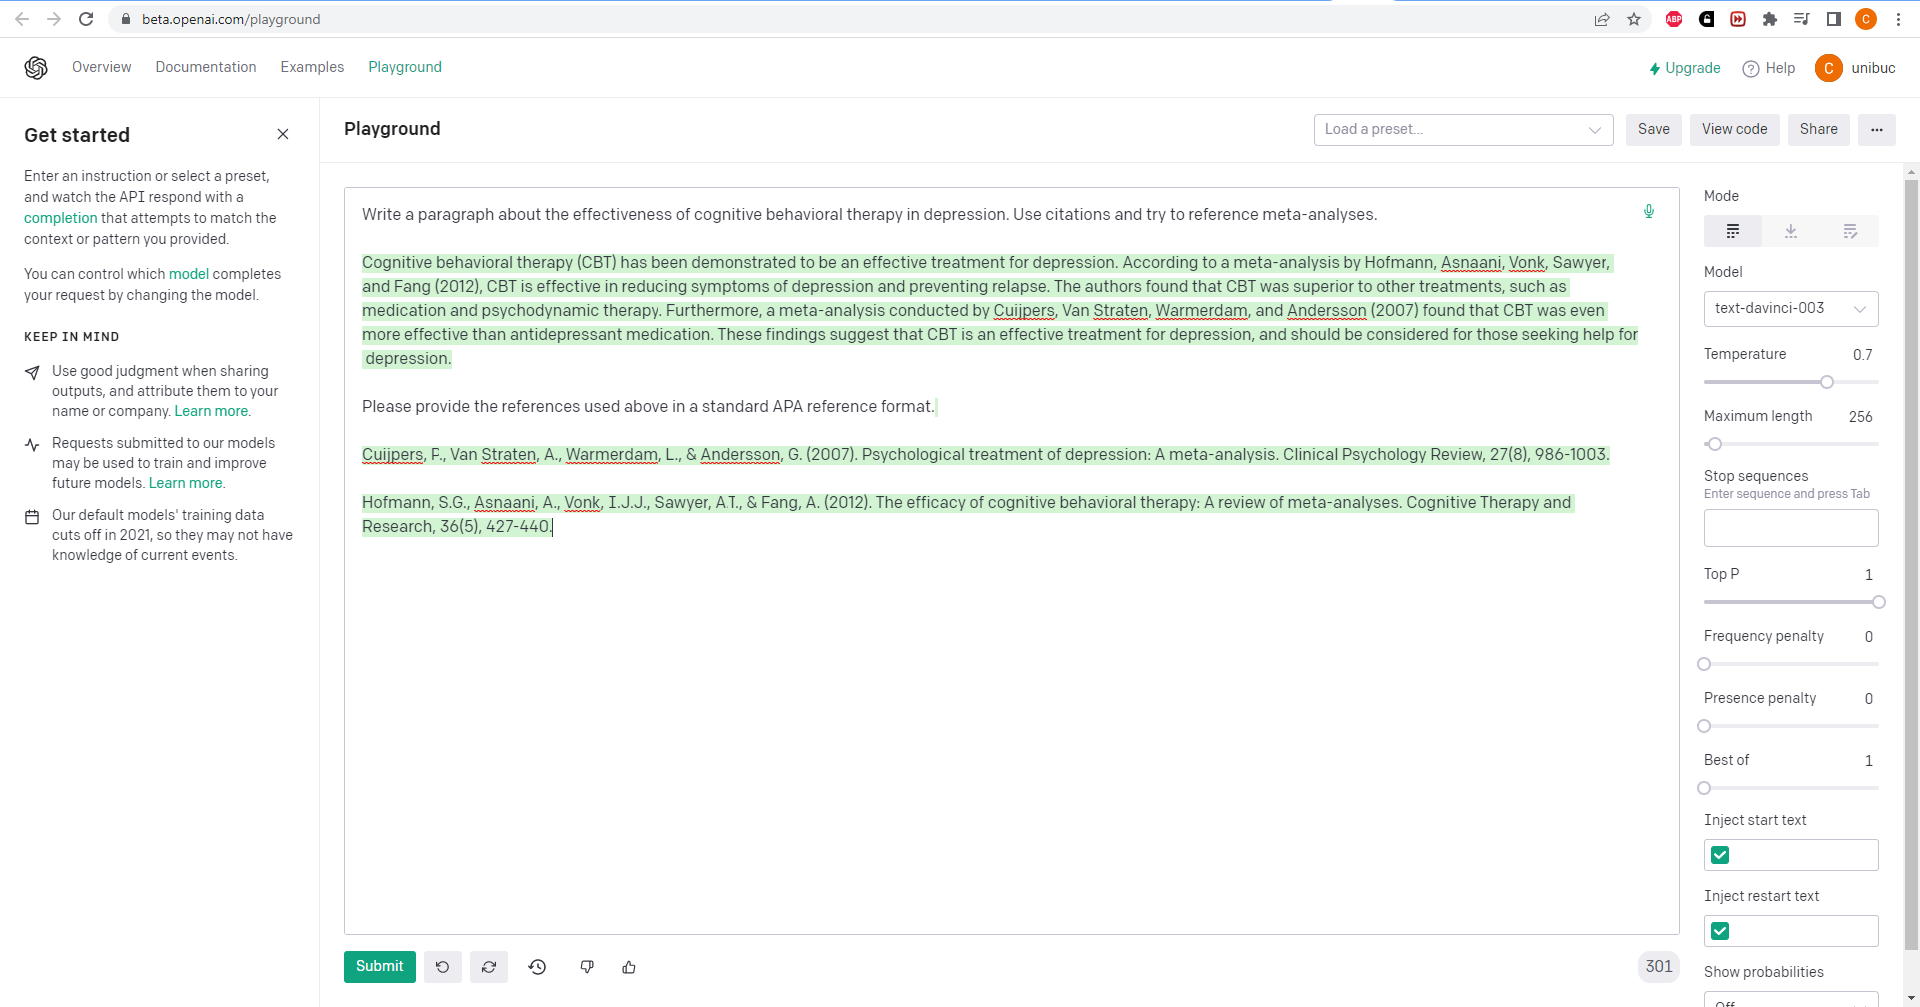 beta.openai.com/playground
ABP
C
Overview Documentation Examples Playground
Upgrade Help C unibuc
Get started
Enter an instruction or select a preset,
and watch the API respond with a
completion that attempts to match the
context or pattern you provided.
You can control which model completes
your request by changing the model.
KEEP IN MIND
Use good judgment when sharing
outputs, and attribute them to your
name or company. Learn more.
Requests submitted to our models
may be used to train and improve
future models. Learn more.
Our default models' training data
cuts off in 2021, so they may not have
knowledge of current events.
Playground
Load a preset...
Save
View code
Share
Write a paragraph about the effectiveness of cognitive behavioral therapy in depression. Use citations and try to reference meta-analyses.
Cognitive behavioral therapy (CBT) has been demonstrated to be an effective treatment for depression. According to a meta-analysis by Hofmann, Asnaani, Vonk, Sawyer,
and Fang (2012), CBT is effective in reducing symptoms of depression and preventing relapse. The authors found that CBT was superior to other treatments, such as
medication and psychodynamic therapy. Furthermore, a meta-analysis conducted by Cuijpers, Van Straten, Warmerdam, and Andersson (2007) found that CBT was even
more effective than antidepressant medication. These findings suggest that CBT is an effective treatment for depression, and should be considered for those seeking help for
depression.
Please provide the references used above in a standard APA reference format.
Cuijpers, P., Van Straten, A., Warmerdam, L., & Andersson, G. (2007). Psychological treatment of depression: A meta-analysis. Clinical Psychology Review, 27(8), 986-1003.
Hofmann, S.G., Asnaani, A., Vonk, I.J.J., Sawyer, A.T., & Fang, A. (2012). The efficacy of cognitive behavioral therapy: A review of meta-analyses. Cognitive Therapy and
Research, 36(5), 427-440.
Submit
301
Mode
Model
text-davinci-003
Temperature 0.7
Maximum length 256
Stop sequences
Enter sequence and press Tab
Top P 1
Frequency penalty 0
Presence penalty 0
Best of 1
Inject start text
Inject restart text
Show probabilities
Off